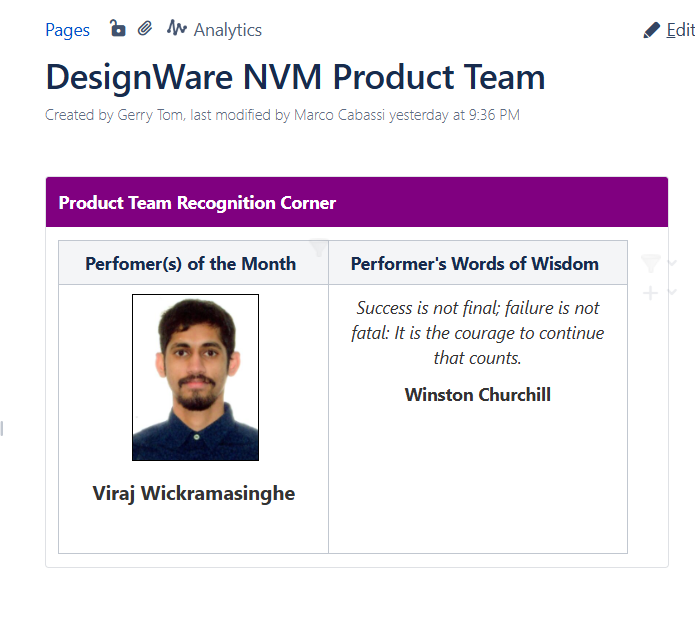 Pages Analytics Edit
DesignWare NVM Product Team
Created by Gerry Tom, last modified by Marco Cabassi yesterday at 9:36 PM
Product Team Recognition Corner
Perfomer(s) of the Month
Performer's Words of Wisdom
Success is not final; failure is not
fatal: It is the courage to continue
that counts.
Winston Churchill
Viraj Wickramasinghe